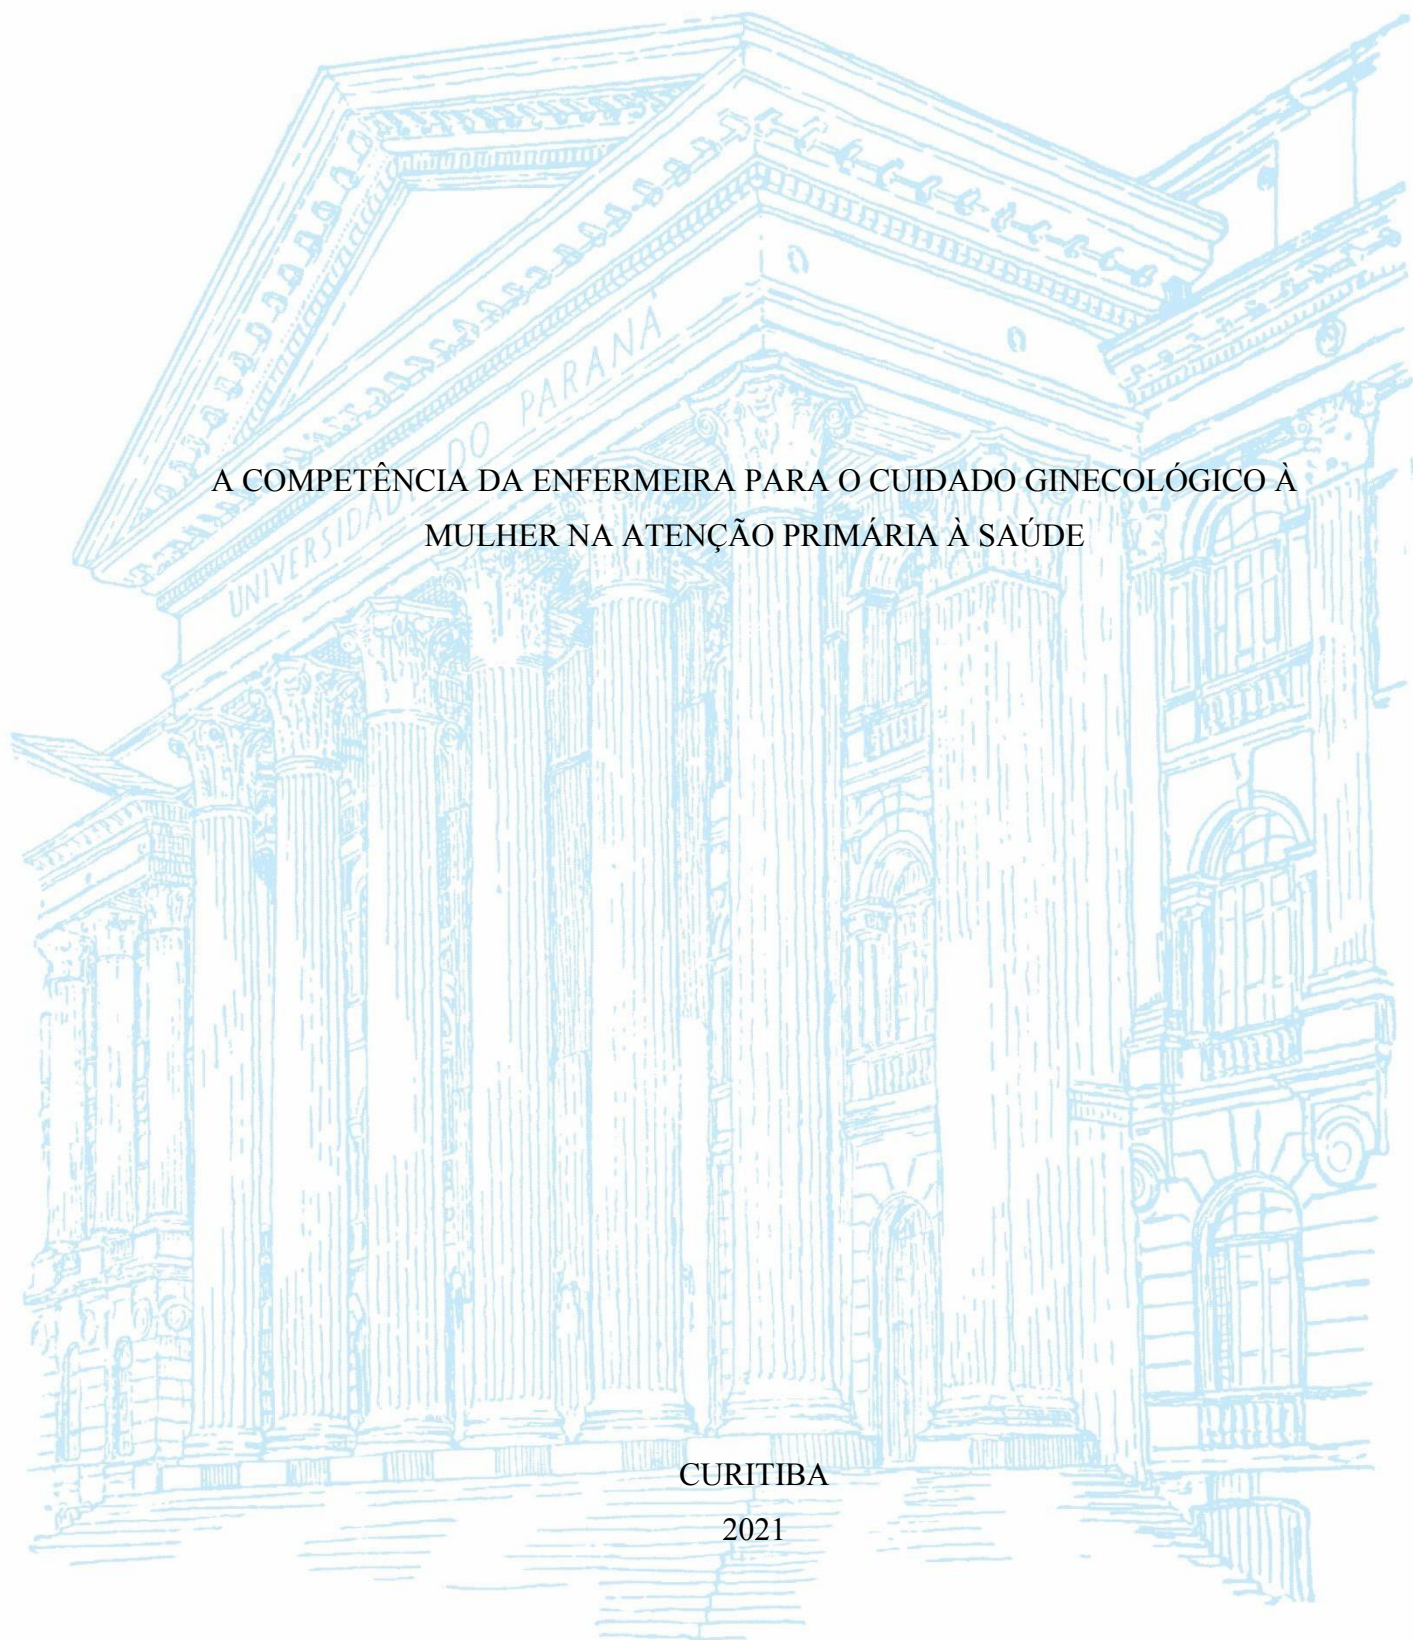 UNIVERSIDADE DO PARANÁ
A COMPETÊNCIA DA ENFERMEIRA PARA O CUIDADO GINECOLÓGICO À
MULHER NA ATENÇÃO PRIMÁRIA À SAÚDE
CURITIBA
2021